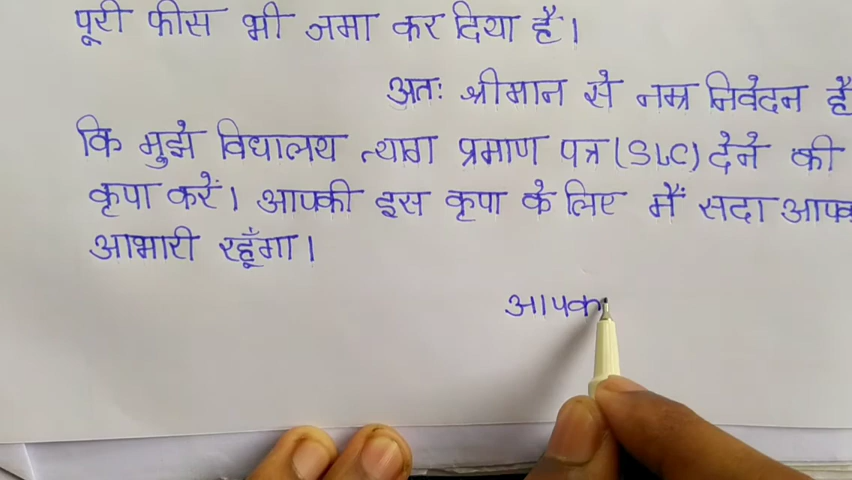 पूरी फीस भी जमा कर दिया है।
अतः श्रीमान से नम्र निवेदन है
कि मुझे विधालय त्याग प्रमाण पत्र (SLC) देने की
कृपा करें। आपकी इस कृपा के लिए मैं सदा आपक
आभारी रहूँगा।
आपक